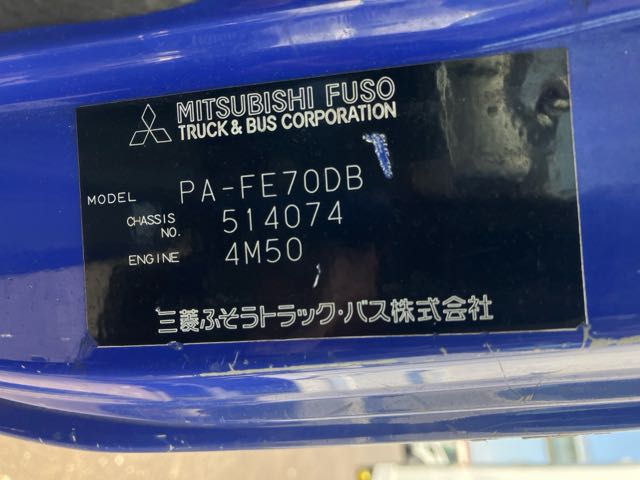 MITSUBISHI FUSO
TRUCK & BUS CORPORATION
MODEL PA-FE70DB
CHASSIS NO. 514074
ENGINE 4M50
三菱ふそうトラック・バス株式会社